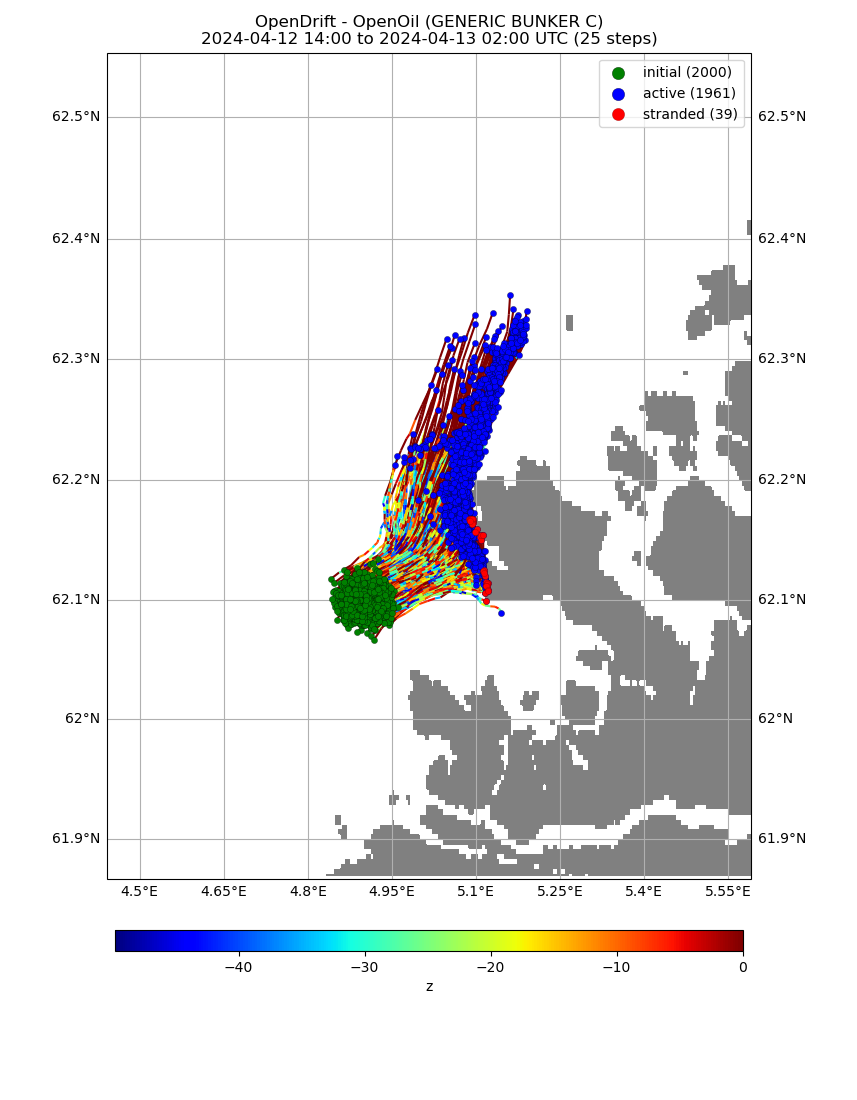 OpenDrift - OpenOil (GENERIC BUNKER C)
2024-04-12 14:00 to 2024-04-13 02:00 UTC (25 steps)
initial (2000)
active (1961)
stranded (39)
62.5°N 62.5°N
62.4°N 62.4°N
62.3°N 62.3°N
62.2°N 62.2°N
62.1°N 62.1°N
62°N 62°N
61.9°N 61.9°N
4.5°E 4.65°E 4.8°E 4.95°E 5.1°E 5.25°E 5.4°E 5.55°E
−40 −30 −20 −10 0
z